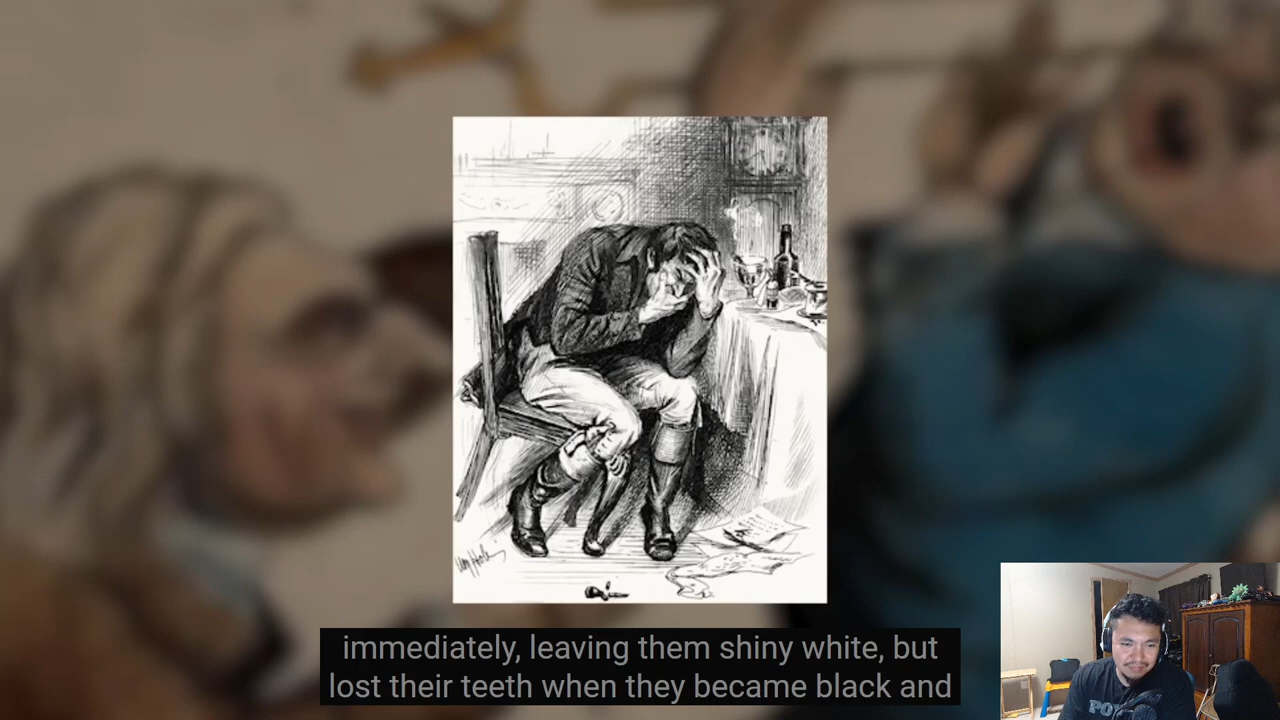 immediately, leaving them shiny white, but
lost their teeth when they became black and